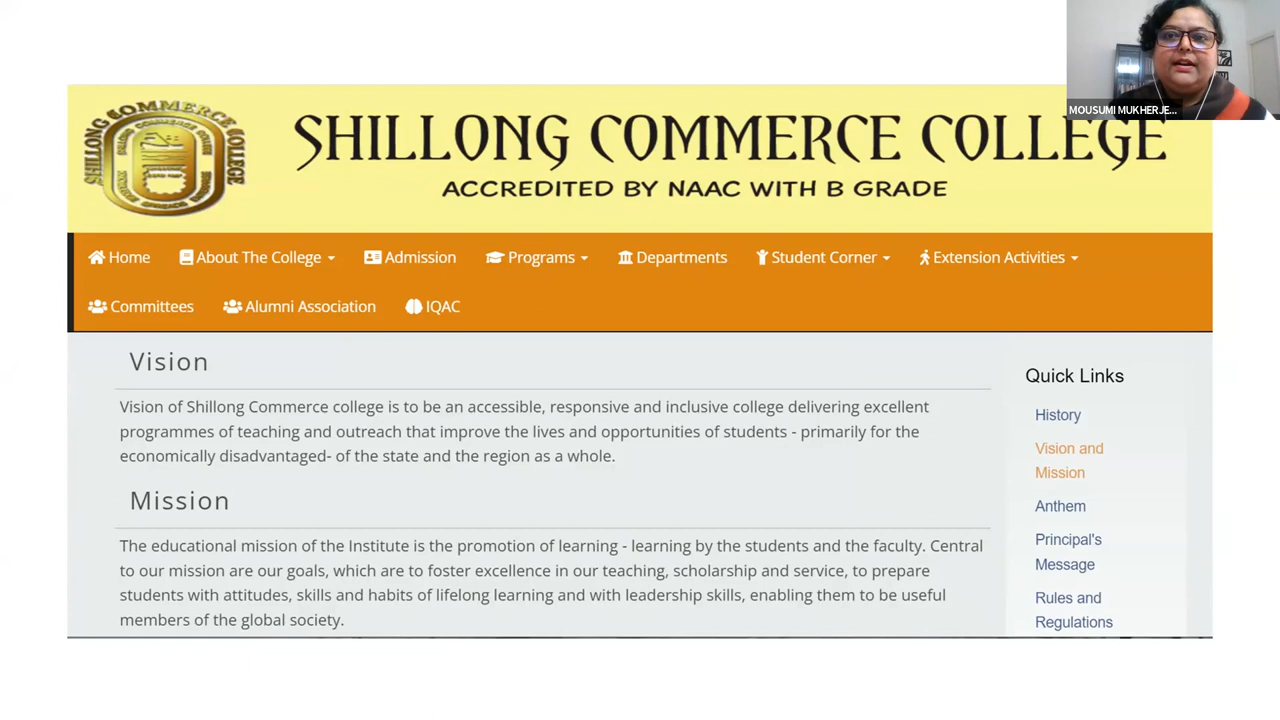 MOUSUMI MUKHERJE...
SHILLONG COMMERCE COLLEGE
SHILLONG COMMERCE COLLEGE
ACCREDITED BY NAAC WITH B GRADE
Home About The College Admission Programs Departments Student Corner Extension Activities
Committees Alumni Association IQAC
Vision
Vision of Shillong Commerce college is to be an accessible, responsive and inclusive college delivering excellent
programmes of teaching and outreach that improve the lives and opportunities of students - primarily for the
economically disadvantaged- of the state and the region as a whole.
Mission
The educational mission of the Institute is the promotion of learning - learning by the students and the faculty. Central
to our mission are our goals, which are to foster excellence in our teaching, scholarship and service, to prepare
students with attitudes, skills and habits of lifelong learning and with leadership skills, enabling them to be useful
members of the global society.
Quick Links
History
Vision and
Mission
Anthem
Principal's
Message
Rules and
Regulations